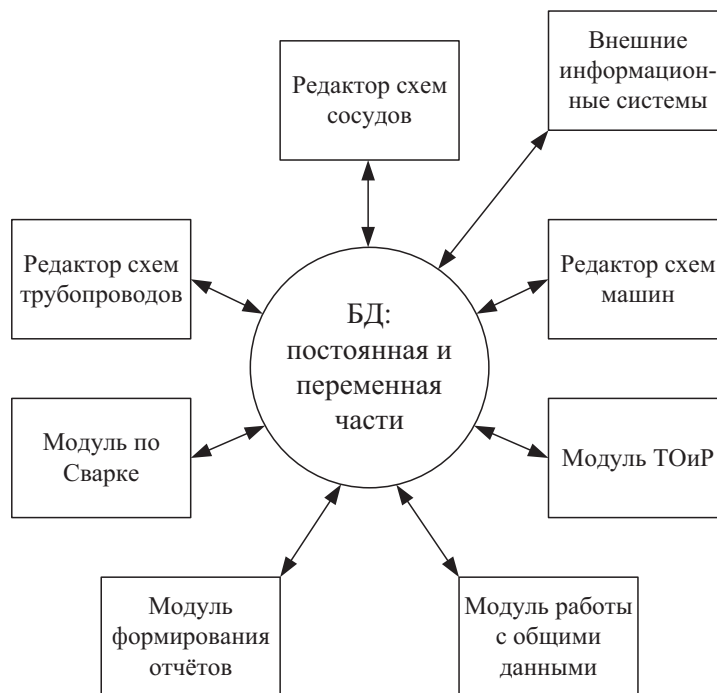 Редактор схем
сосудов
Внешние
информацион-
ные системы
Редактор схем
трубопроводов
Редактор схем
машин
БД:
постоянная и
переменная
части
Модуль по
Сварке
Модуль ТОиР
Модуль
формирования
отчётов
Модуль работы
с общими
данными